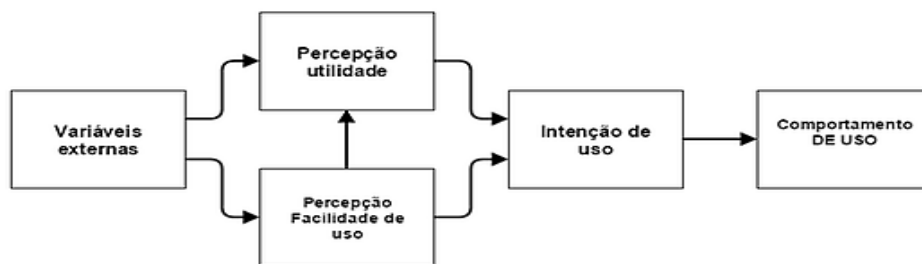 Percepção
utilidade
Variáveis
externas
Intenção de
uso
Comportamento
DE USO
Percepção
Facilidade de
uso